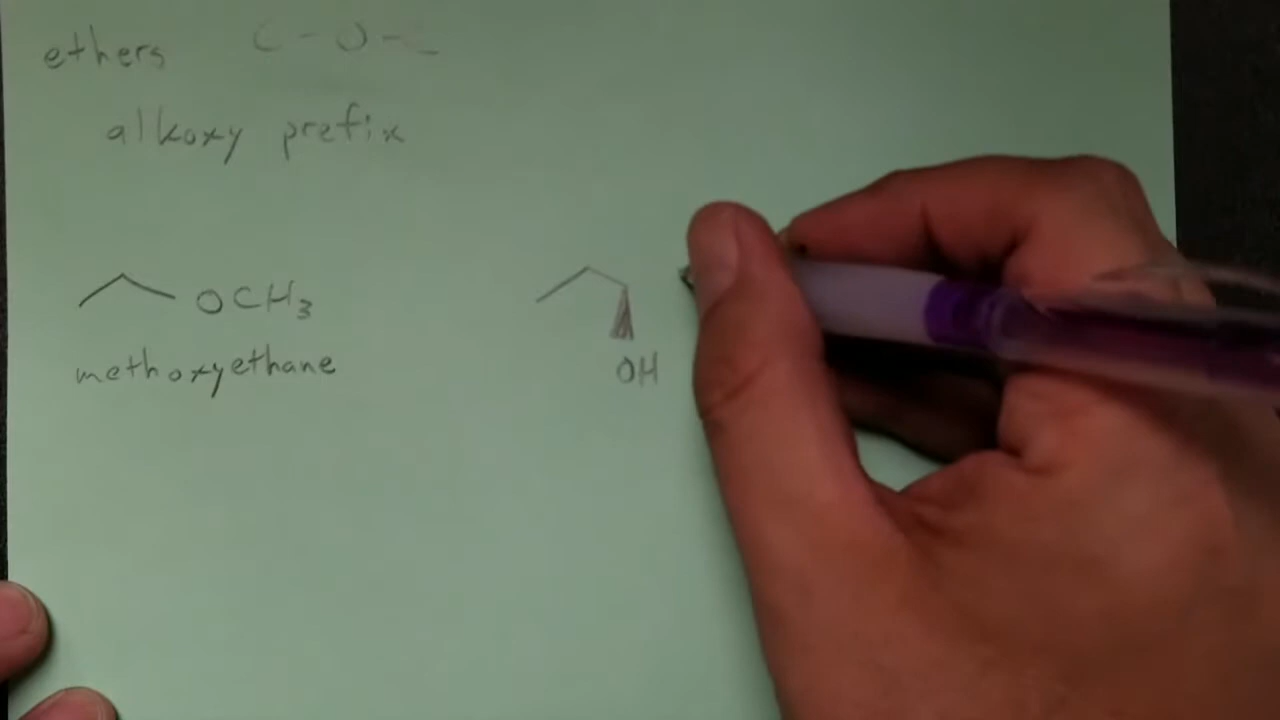 ethers C-O-C
alkoxy prefix
OCH3
methoxyethane
OH